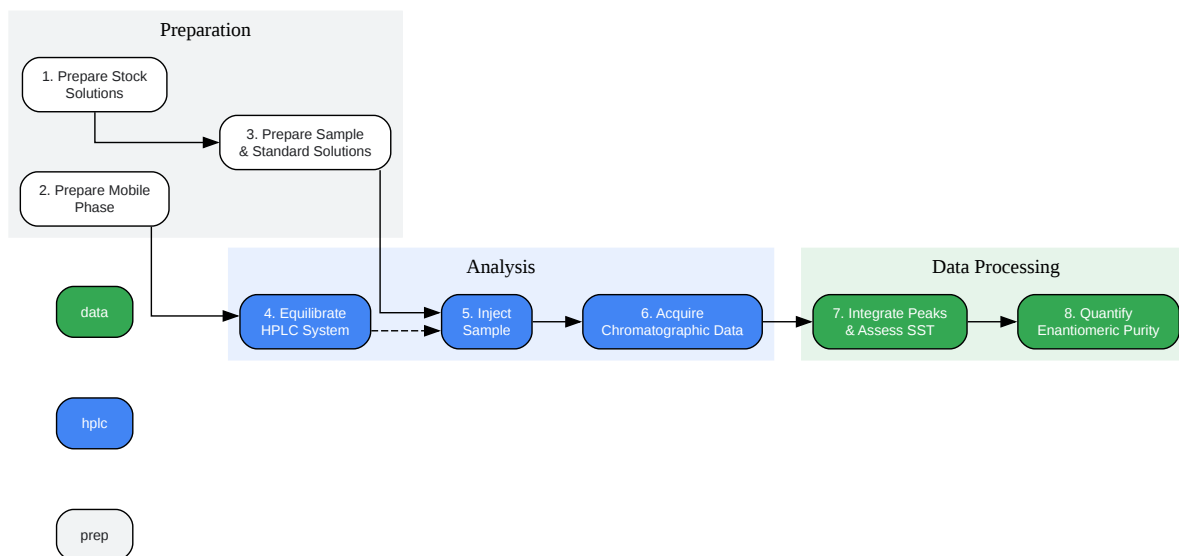 Preparation
1. Prepare Stock
Solutions
3. Prepare Sample
& Standard Solutions
2. Prepare Mobile
Phase
Analysis
Data Processing
data
4. Equilibrate
HPLC System
5. Inject
Sample
6. Acquire
Chromatographic Data
7. Integrate Peaks
& Assess SST
8. Quantify
Enantiomeric Purity
hplc
prep